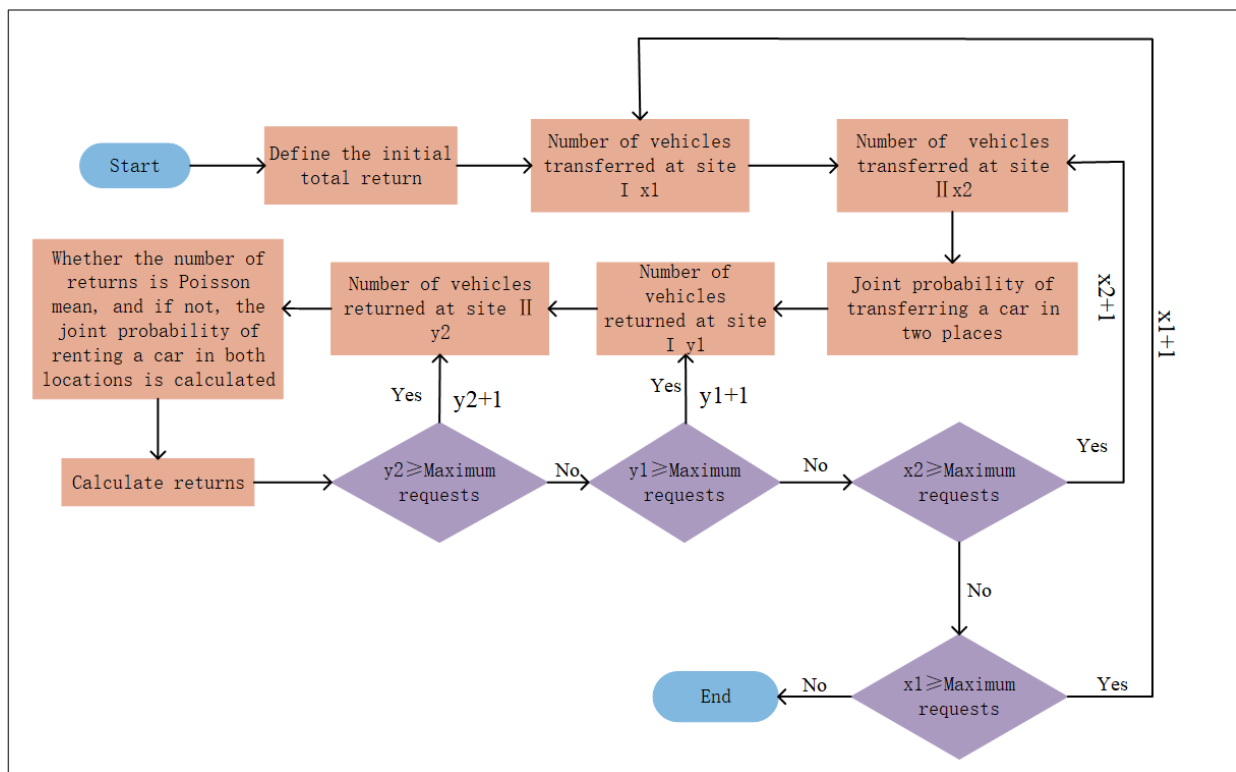 Start
Define the initial
total return
Number of vehicles
transferred at site
Ⅰ x1
Number of vehicles
transferred at site
Ⅱx2
x2+1
x1+1
Whether the number of
returns is Poisson
mean, and if not, the
joint probability of
renting a car in both
locations is calculated
Number of vehicles
returned at site Ⅱ
y2
Number of
vehicles
returned at site
Ⅰ y1
Joint probability of
transferring a car in
two places
Yes
y2+1
Yes
y1+1
Calculate returns
y2≥Maximum
requests
No
y1≥Maximum
requests
No
x2≥Maximum
requests
Yes
No
End
No
x1≥Maximum
requests
Yes